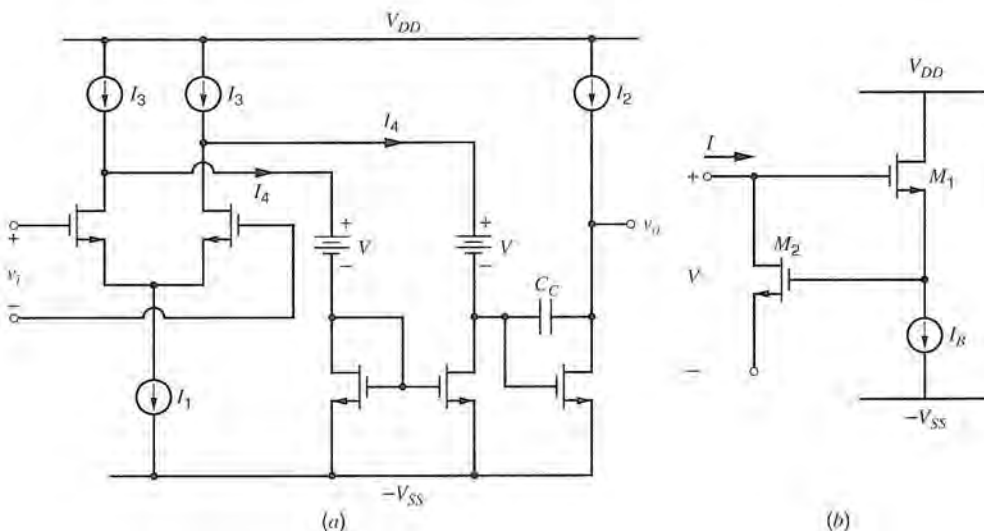 V_DD
I_3
I_3
I_2
I_4
I_4
+
v_i
−
+
V
−
+
V
−
C_C
v_o
I_1
−V_SS
(a)
V_DD
I
+
M_1
M_2
V
I_B
−
−V_SS
(b)